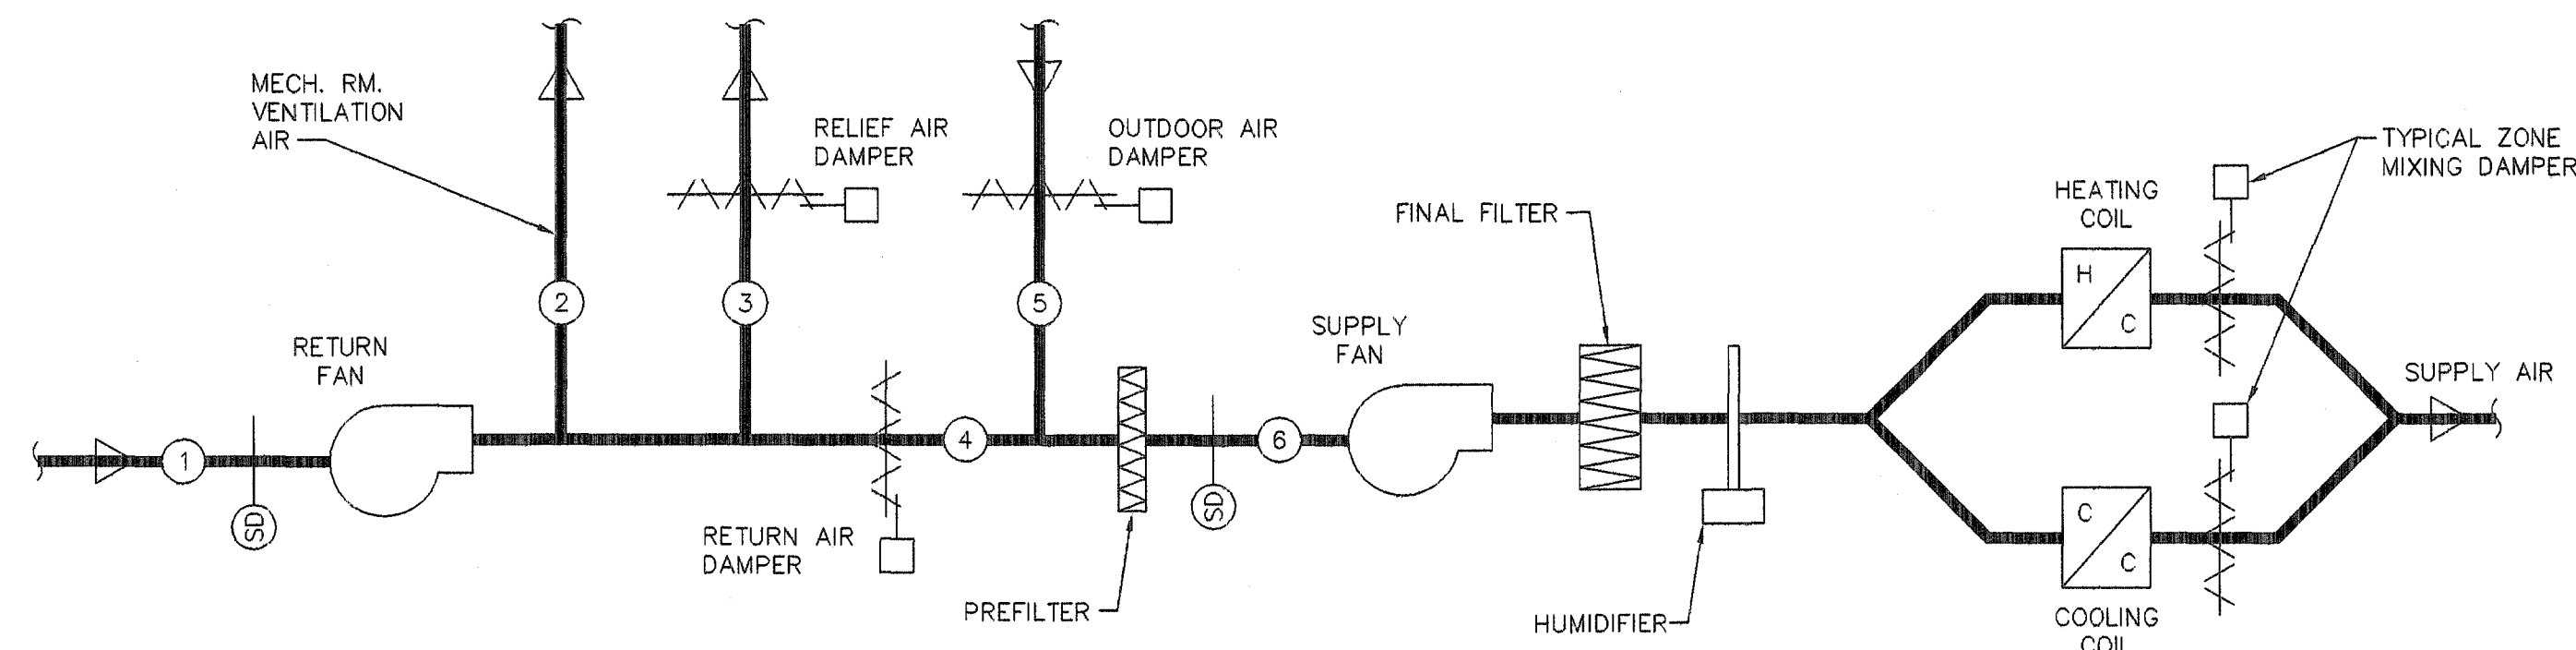 MECH. RM.
VENTILATION
AIR
RELIEF AIR
DAMPER
OUTDOOR AIR
DAMPER
TYPICAL ZONE
MIXING DAMPER
HEATING
COIL
FINAL FILTER
H
C
2
3
5
SUPPLY
FAN
RETURN
FAN
SUPPLY AIR
1
4
6
SD
SD
C
C
RETURN AIR
DAMPER
PREFILTER
HUMIDIFIER
COOLING
COIL